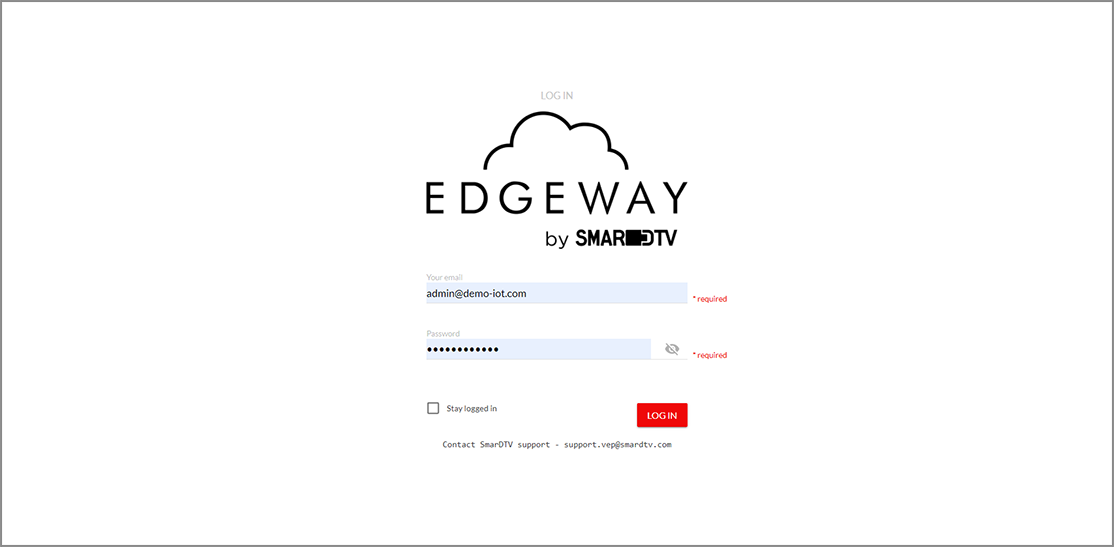 LOG IN
EDGEWAY
by SMARDTV
Your email
admin@demo-iot.com
* required
Password
••••••••••••
* required
Stay logged in
LOG IN
Contact SmarDTV support - support.vep@smardtv.com